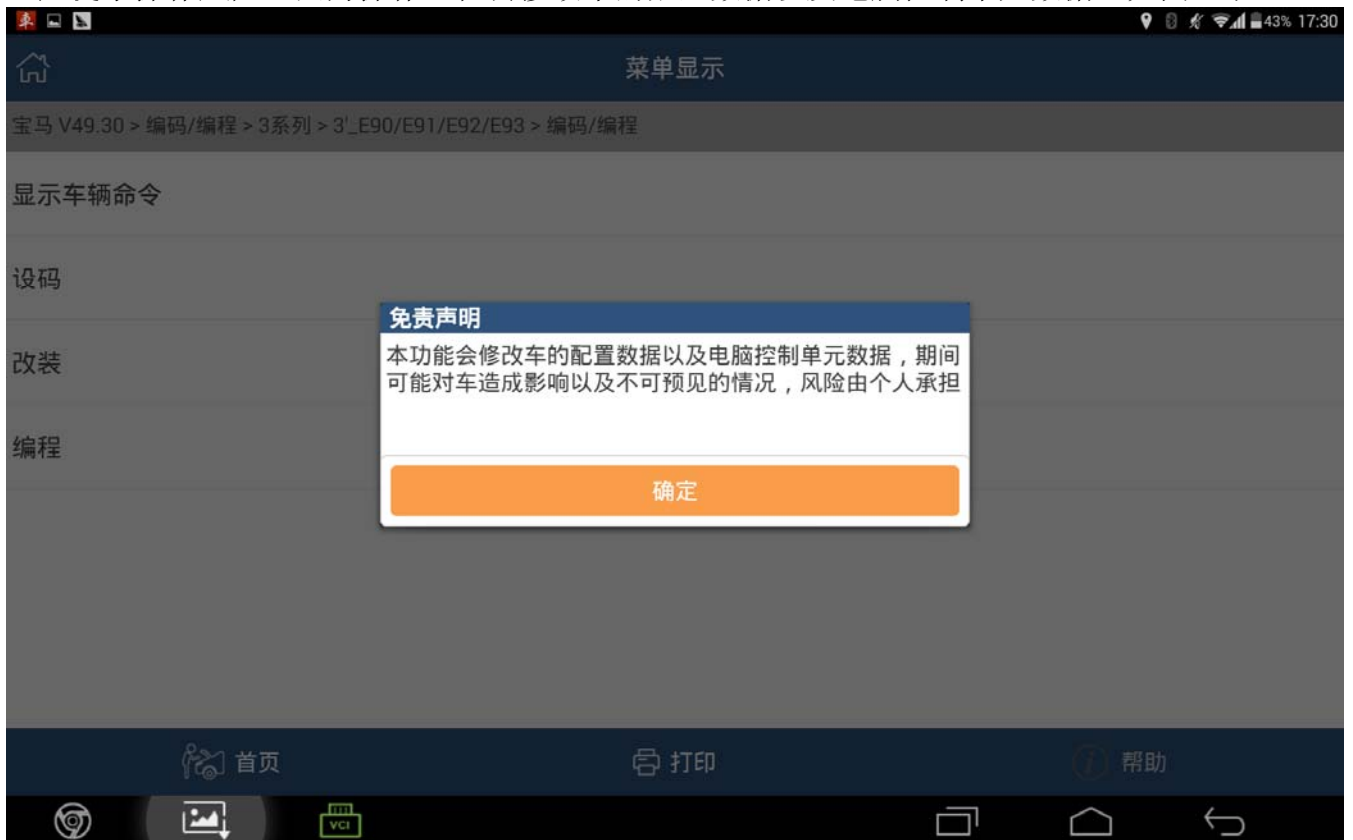 43% 17:30
菜单显示
宝马 V49.30 > 编码/编程 > 3系列 > 3'_E90/E91/E92/E93 > 编码/编程
显示车辆命令
设码
改装
编程
免责声明
本功能会修改车的配置数据以及电脑控制单元数据，期间
可能对车造成影响以及不可预见的情况，风险由个人承担
确定
首页
打印
帮助
VCI